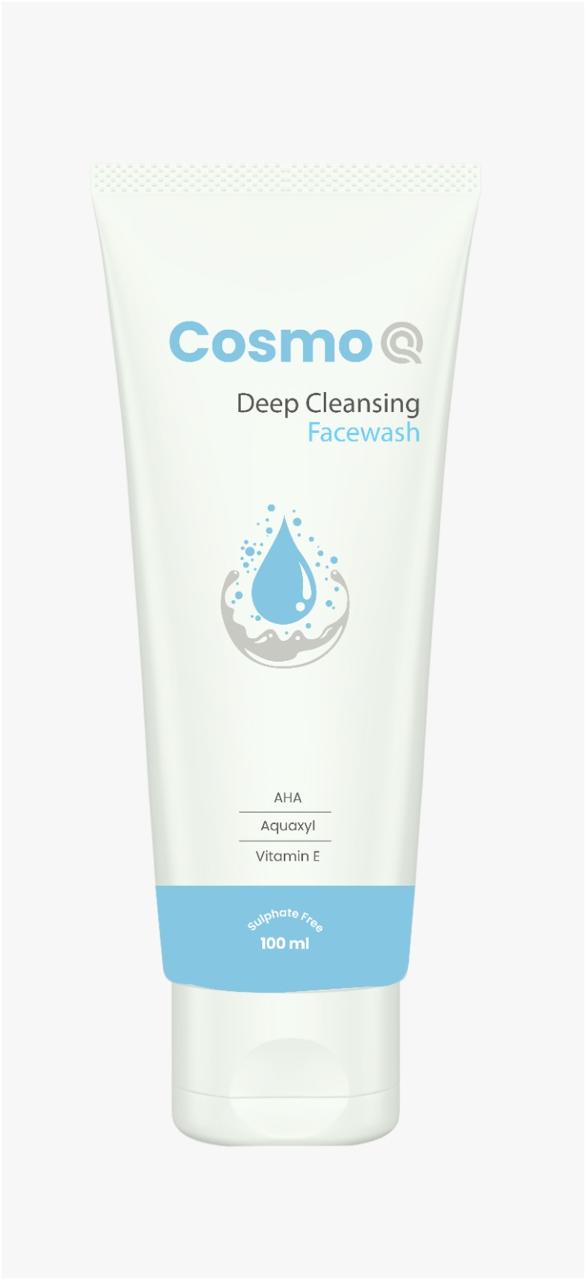 Cosmo Q
Deep Cleansing
Facewash
AHA
Aquaxyl
Vitamin E
Sulphate Free
100 ml